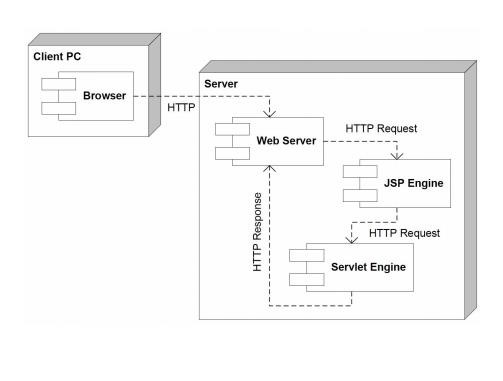 Client PC
Browser
HTTP
Server
Web Server
HTTP Request
JSP Engine
HTTP Request
Servlet Engine
HTTP Response